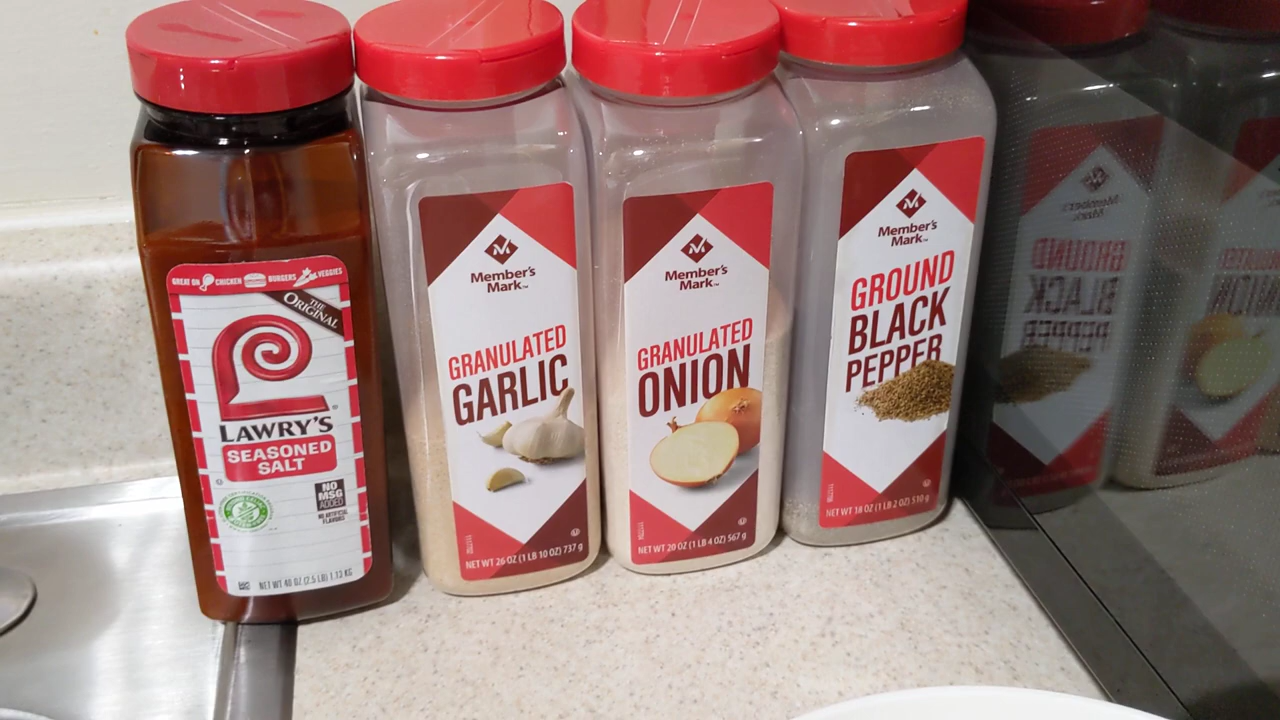 GREAT ON CHICKEN BURGERS VEGGIES
THE
ORIGINAL
LAWRY'S
SEASONED
SALT
NO
MSG
ADDED
NO ARTIFICIAL
FLAVORS
NET WT 40 OZ (2.5 LB) 1.13 KG
Member's
Mark™
GRANULATED
GARLIC
NET WT 26 OZ (1 LB 10 OZ) 737 g
Member's
Mark™
GRANULATED
ONION
NET WT 20 OZ (1 LB 4 OZ) 567 g
Member's
Mark™
GROUND
BLACK
PEPPER
NET WT 18 OZ (1 LB 2 OZ) 510 g